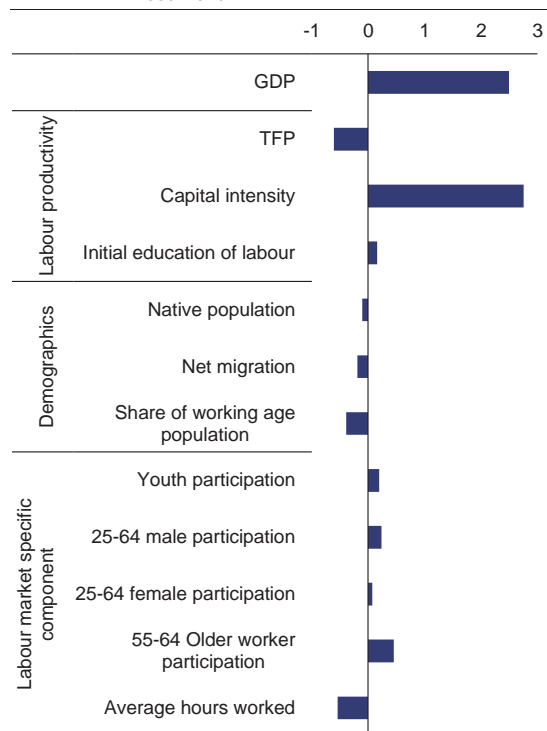 -1 0 1 2 3
GDP
Labour productivity
TFP
Capital intensity
Initial education of labour
Demographics
Native population
Net migration
Share of working age
population
Labour market specific
component
Youth participation
25-64 male participation
25-64 female participation
55-64 Older worker
participation
Average hours worked